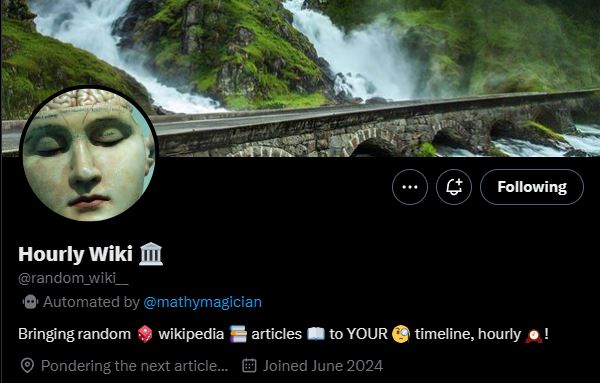 Following
Hourly Wiki 🏛️
@random_wiki__
Automated by @mathymagician
Bringing random 🎲 wikipedia 📚 articles 📖 to YOUR 🧐 timeline, hourly 🕰️!
Pondering the next article... Joined June 2024